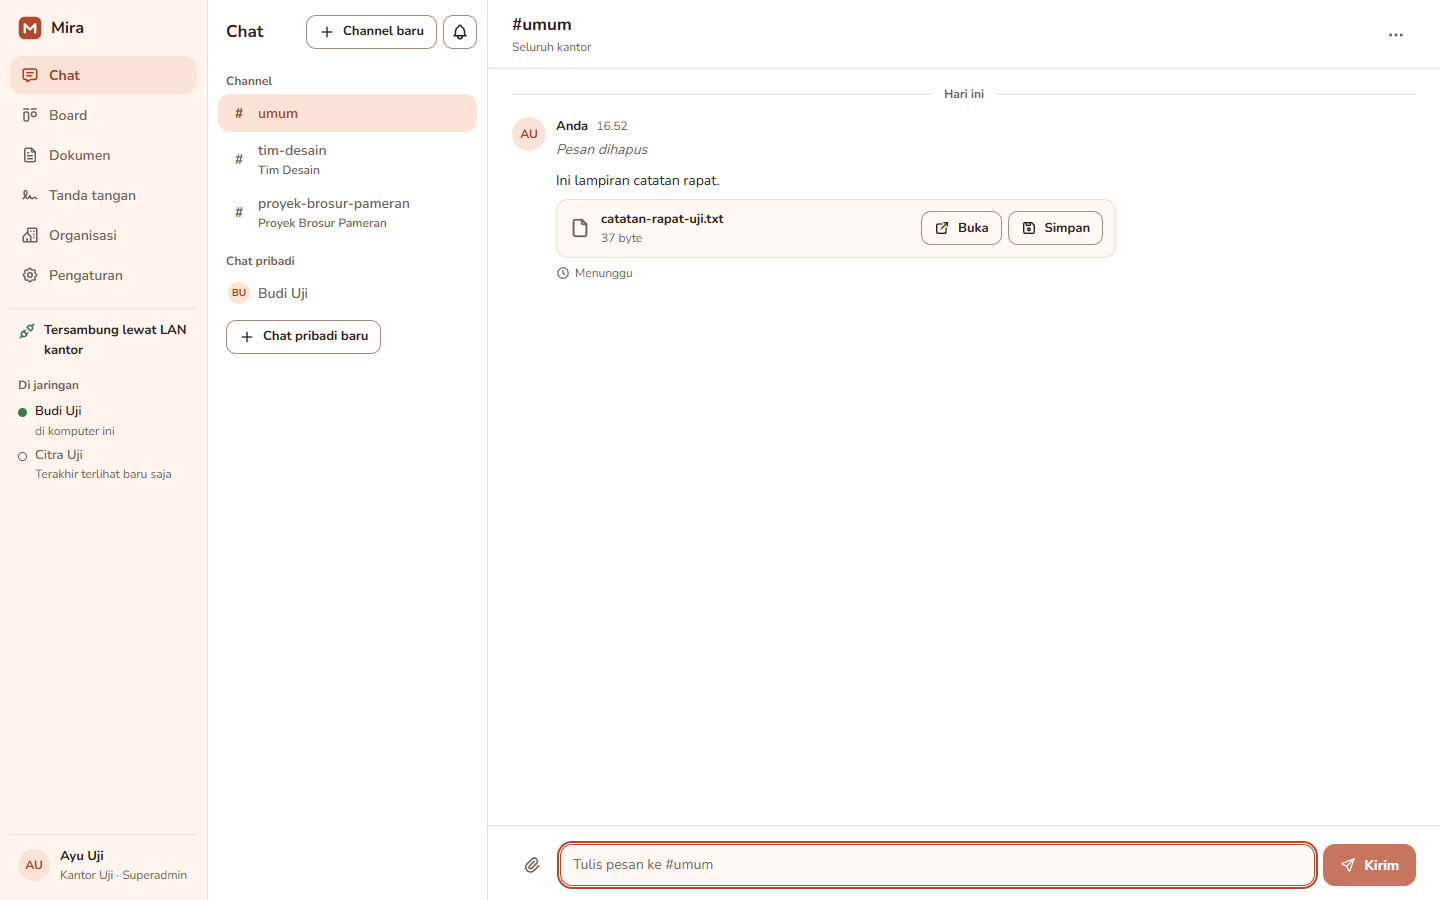 Mira
Chat
Board
Dokumen
Tanda tangan
Organisasi
Pengaturan
Tersambung lewat LAN
kantor
Di jaringan
Budi Uji
di komputer ini
Citra Uji
Terakhir terlihat baru saja
AU
Ayu Uji
Kantor Uji · Superadmin
Chat
Channel baru
Channel
# umum
# tim-desain
Tim Desain
# proyek-brosur-pameran
Proyek Brosur Pameran
Chat pribadi
BU Budi Uji
Chat pribadi baru
#umum
Seluruh kantor
Hari ini
AU
Anda 16.52
Pesan dihapus
Ini lampiran catatan rapat.
catatan-rapat-uji.txt
37 byte
Buka
Simpan
Menunggu
Tulis pesan ke #umum
Kirim